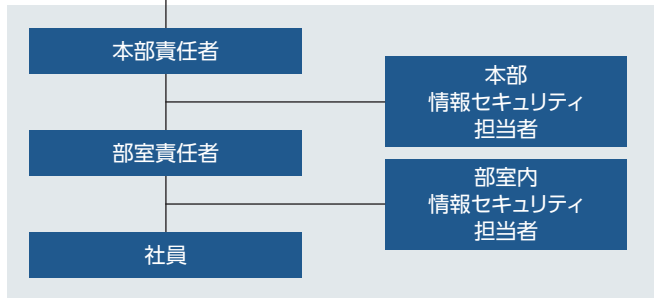 本部責任者
本部
情報セキュリティ
担当者
部室責任者
部室内
情報セキュリティ
担当者
社員